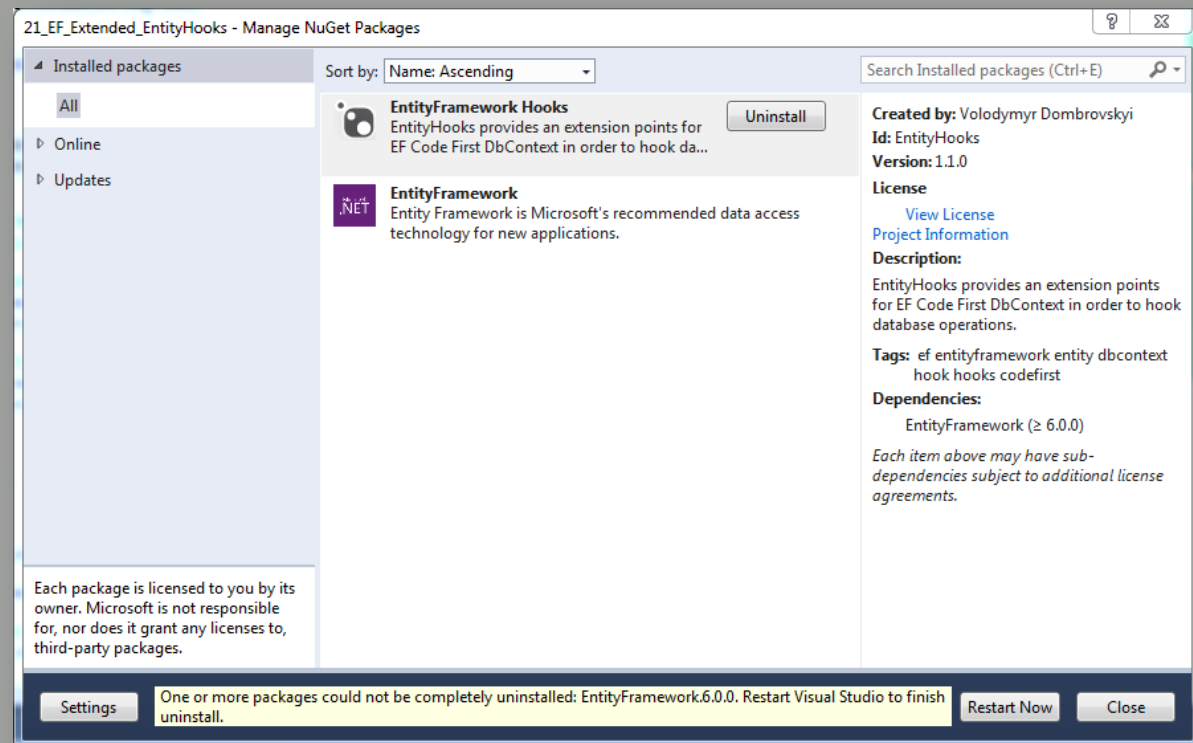 21_EF_Extended_EntityHooks - Manage NuGet Packages
Installed packages
All
Online
Updates
Each package is licensed to you by its
owner. Microsoft is not responsible
for, nor does it grant any licenses to,
third-party packages.
Sort by: Name: Ascending
EntityFramework Hooks
EntityHooks provides an extension points for
EF Code First DbContext in order to hook da...
Uninstall
.NET
EntityFramework
Entity Framework is Microsoft's recommended data access
technology for new applications.
Search Installed packages (Ctrl+E)
Created by: Volodymyr Dombrovskyi
Id: EntityHooks
Version: 1.1.0
License
View License
Project Information
Description:
EntityHooks provides an extension points
for EF Code First DbContext in order to hook
database operations.
Tags: ef entityframework entity dbcontext
hook hooks codefirst
Dependencies:
EntityFramework (≥ 6.0.0)
Each item above may have sub-
dependencies subject to additional license
agreements.
Settings
One or more packages could not be completely uninstalled: EntityFramework.6.0.0. Restart Visual Studio to finish
uninstall.
Restart Now
Close